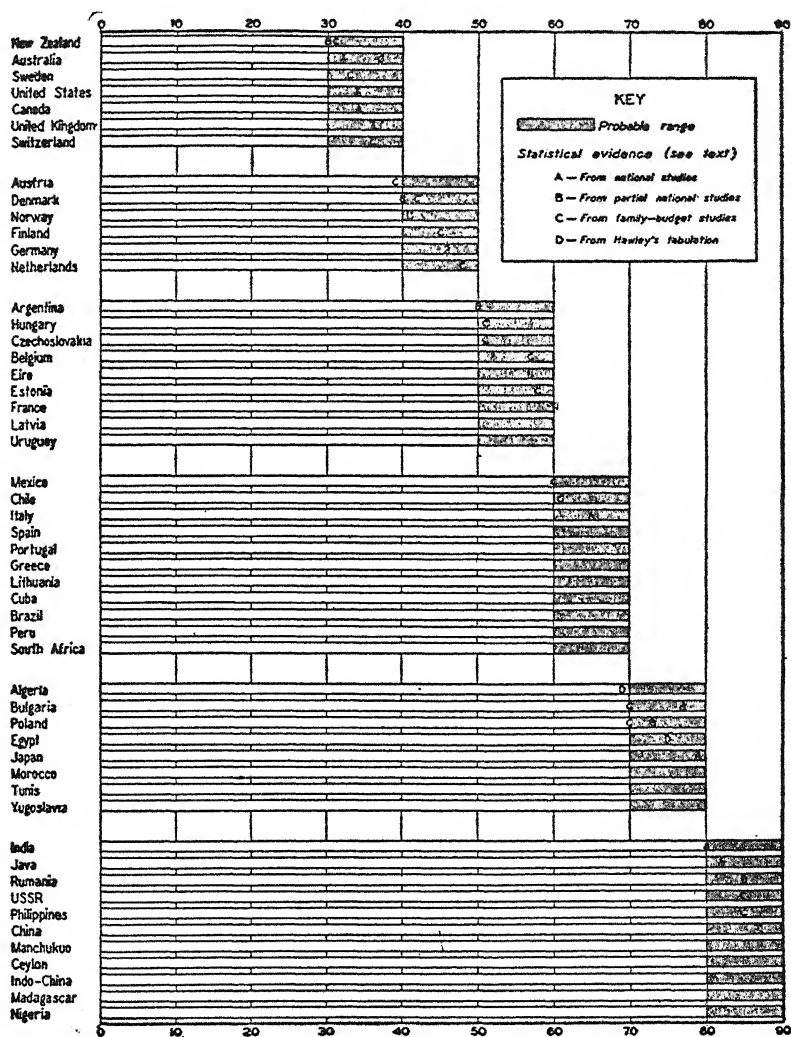 0 10 20 30 40 50 60 70 80 90
New Zealand
Australia
Sweden
United States
Canada
United Kingdom
Switzerland
KEY
Probable range
Statistical evidence (see text)
A — From national studies
B — From partial national studies
C — From family-budget studies
D — From Hawley's tabulation
Austria C
Denmark
Norway
Finland
Germany
Netherlands
Argentina
Hungary
Czechoslovakia
Belgium
Eire
Estonia
France
Latvia
Uruguay
Mexico
Chile
Italy
Spain
Portugal
Greece
Lithuania
Cuba
Brazil
Peru
South Africa
Algeria D
Bulgaria
Poland
Egypt
Japan
Morocco
Tunis
Yugoslavia
India
Java
Rumania
USSR
Philippines
China
Manchukuo
Ceylon
Indo-China
Madagascar
Nigeria
0 10 20 30 40 50 60 70 80 90